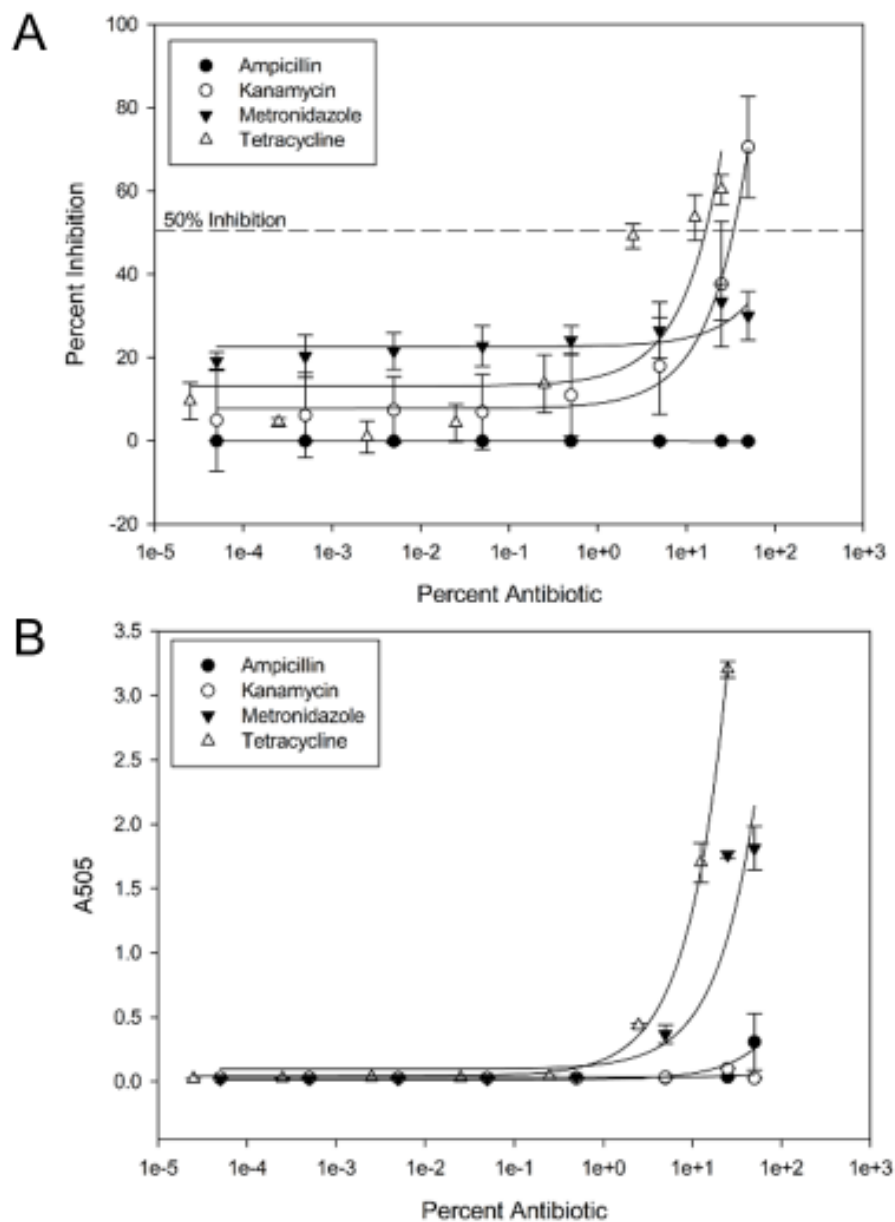 A
100
80
60
40
20
0
-20
Percent Inhibition
Ampicillin
Kanamycin
Metronidazole
Tetracycline
50% Inhibition
1e-5 1e-4 1e-3 1e-2 1e-1 1e+0 1e+1 1e+2 1e+3
Percent Antibiotic
B
3.5
3.0
2.5
2.0
1.5
1.0
0.5
0.0
A505
Ampicillin
Kanamycin
Metronidazole
Tetracycline
1e-5 1e-4 1e-3 1e-2 1e-1 1e+0 1e+1 1e+2 1e+3
Percent Antibiotic